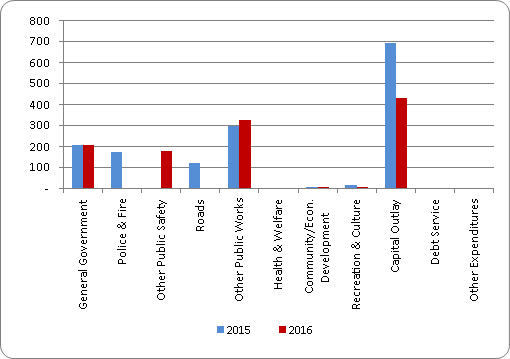 800
700
600
500
400
300
200
100
-
General Government
Police & Fire
Other Public Safety
Roads
Other Public Works
Health & Welfare
Community/Econ.
Development
Recreation & Culture
Capital Outlay
Debt Service
Other Expenditures
2015
2016